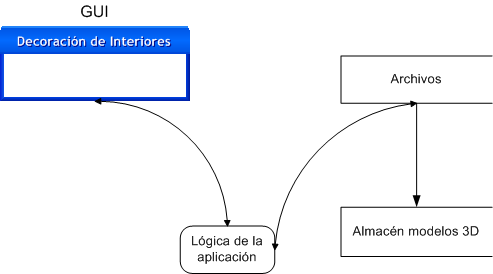 GUI
Decoración de Interiores
Archivos
Lógica de la
aplicación
Almacén modelos 3D